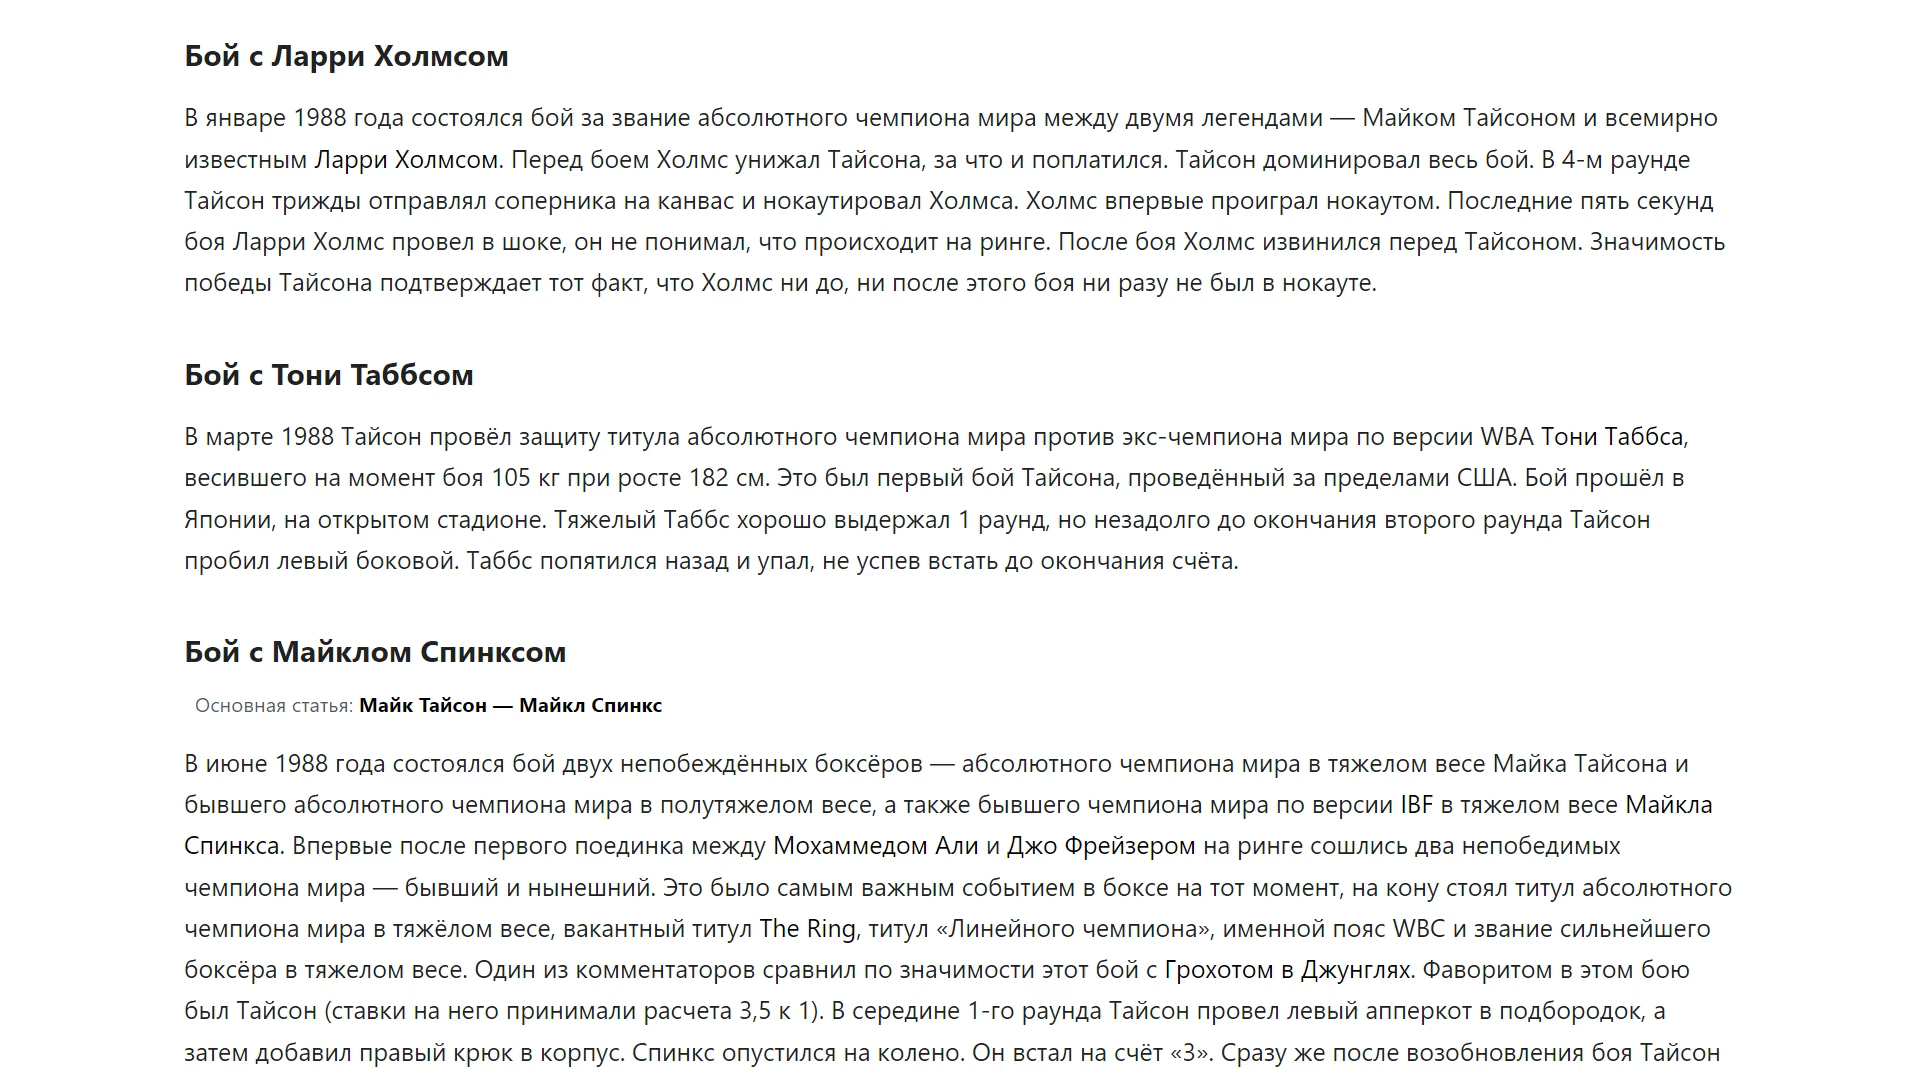 Бой с Ларри Холмсом
В январе 1988 года состоялся бой за звание абсолютного чемпиона мира между двумя легендами — Майком Тайсоном и всемирно
известным Ларри Холмсом. Перед боем Холмс унижал Тайсона, за что и поплатился. Тайсон доминировал весь бой. В 4-м раунде
Тайсон трижды отправлял соперника на канвас и нокаутировал Холмса. Холмс впервые проиграл нокаутом. Последние пять секунд
боя Ларри Холмс провел в шоке, он не понимал, что происходит на ринге. После боя Холмс извинился перед Тайсоном. Значимость
победы Тайсона подтверждает тот факт, что Холмс ни до, ни после этого боя ни разу не был в нокауте.
Бой с Тони Таббсом
В марте 1988 Тайсон провёл защиту титула абсолютного чемпиона мира против экс-чемпиона мира по версии WBA Тони Таббса,
весившего на момент боя 105 кг при росте 182 см. Это был первый бой Тайсона, проведённый за пределами США. Бой прошёл в
Японии, на открытом стадионе. Тяжелый Таббс хорошо выдержал 1 раунд, но незадолго до окончания второго раунда Тайсон
пробил левый боковой. Таббс попятился назад и упал, не успев встать до окончания счёта.
Бой с Майклом Спинксом
Основная статья: Майк Тайсон — Майкл Спинкс
В июне 1988 года состоялся бой двух непобеждённых боксёров — абсолютного чемпиона мира в тяжелом весе Майка Тайсона и
бывшего абсолютного чемпиона мира в полутяжелом весе, а также бывшего чемпиона мира по версии IBF в тяжелом весе Майкла
Спинкса. Впервые после первого поединка между Мохаммедом Али и Джо Фрейзером на ринге сошлись два непобедимых
чемпиона мира — бывший и нынешний. Это было самым важным событием в боксе на тот момент, на кону стоял титул абсолютного
чемпиона мира в тяжёлом весе, вакантный титул The Ring, титул «Линейного чемпиона», именной пояс WBC и звание сильнейшего
боксёра в тяжелом весе. Один из комментаторов сравнил по значимости этот бой с Грохотом в Джунглях. Фаворитом в этом бою
был Тайсон (ставки на него принимали расчета 3,5 к 1). В середине 1-го раунда Тайсон провел левый апперкот в подбородок, а
затем добавил правый крюк в корпус. Спинкс опустился на колено. Он встал на счёт «3». Сразу же после возобновления боя Тайсон